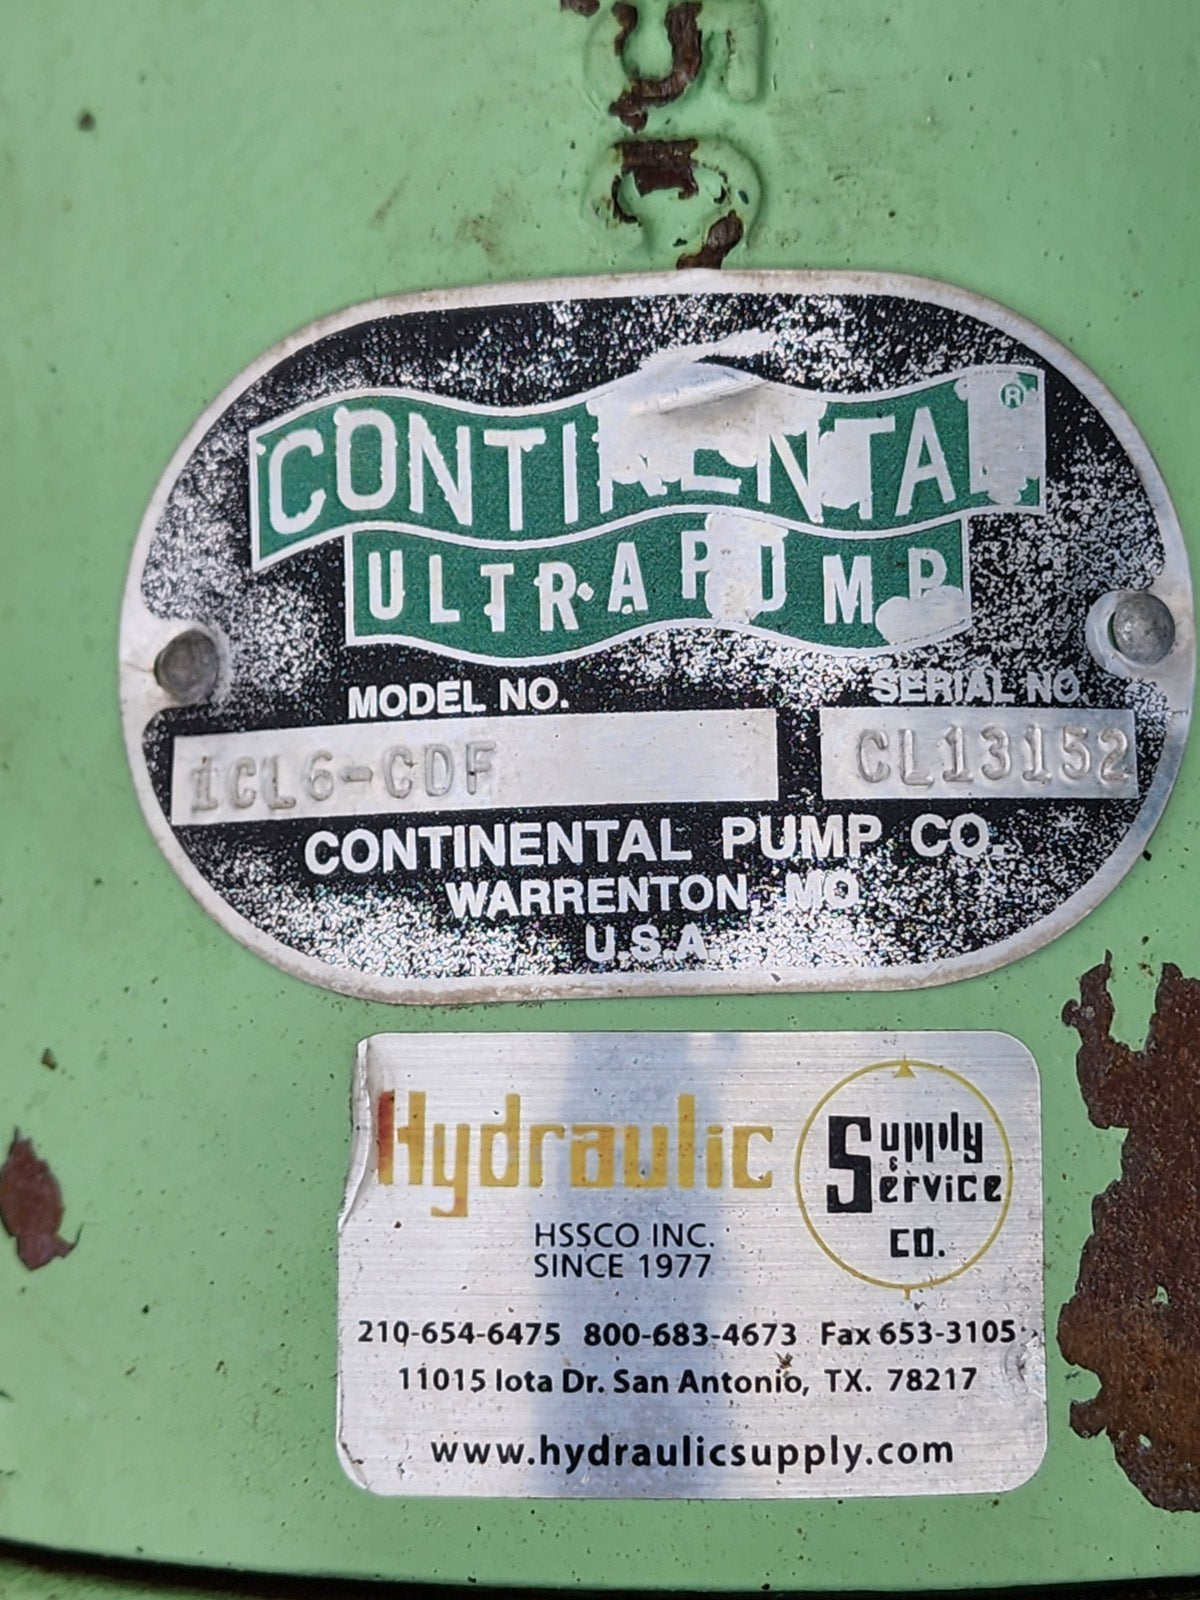 CONTINENTAL ®
ULTRAPUMP
MODEL NO. SERIAL NO.
1CL6-CDF CL13152
CONTINENTAL PUMP CO.
WARRENTON, MO
U.S.A.
Hydraulic Supply & Service CO.
HSSCO INC.
SINCE 1977
210-654-6475 800-683-4673 Fax 653-3105
11015 Iota Dr. San Antonio, TX. 78217
www.hydraulicsupply.com